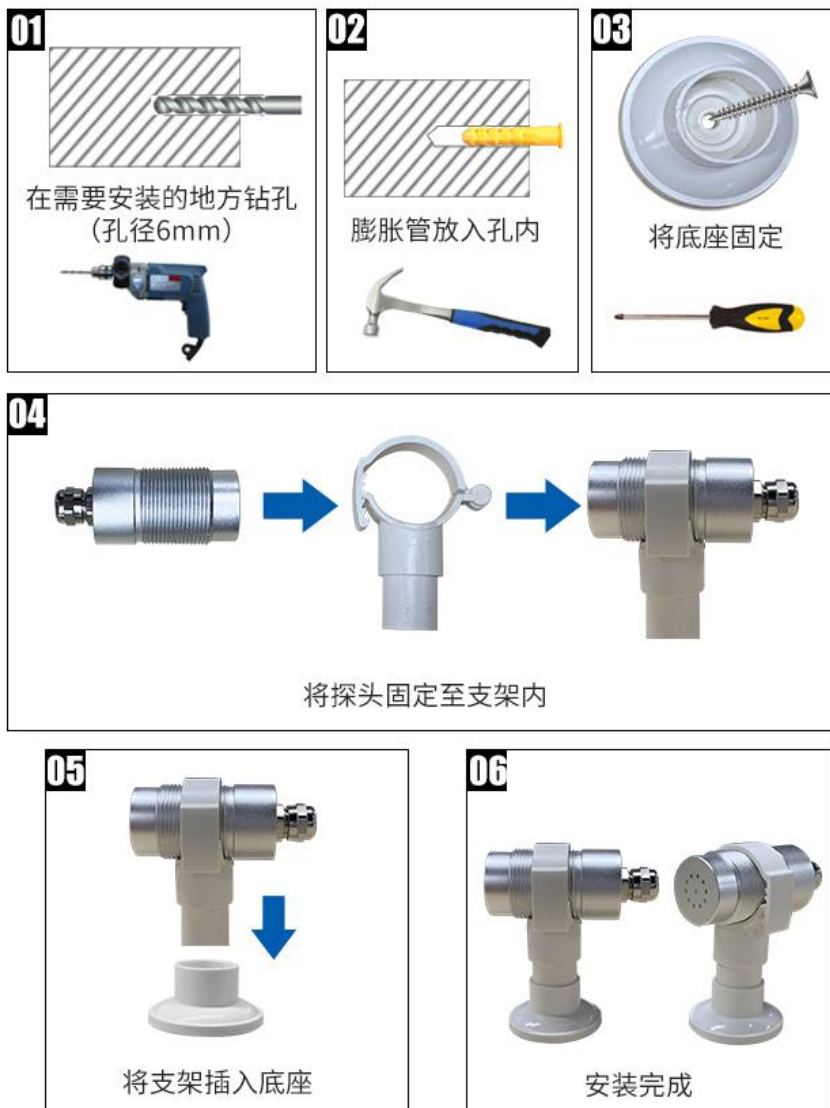 01
02
03
在需要安装的地方钻孔
（孔径6mm）
膨胀管放入孔内
将底座固定
04
将探头固定至支架内
05
06
将支架插入底座
安装完成